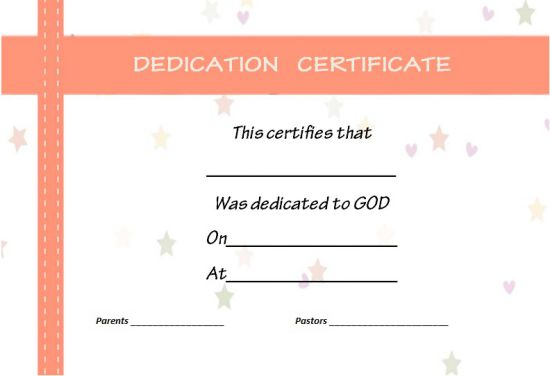 DEDICATION CERTIFICATE
This certifies that
Was dedicated to GOD
On
At
Parents Pastors